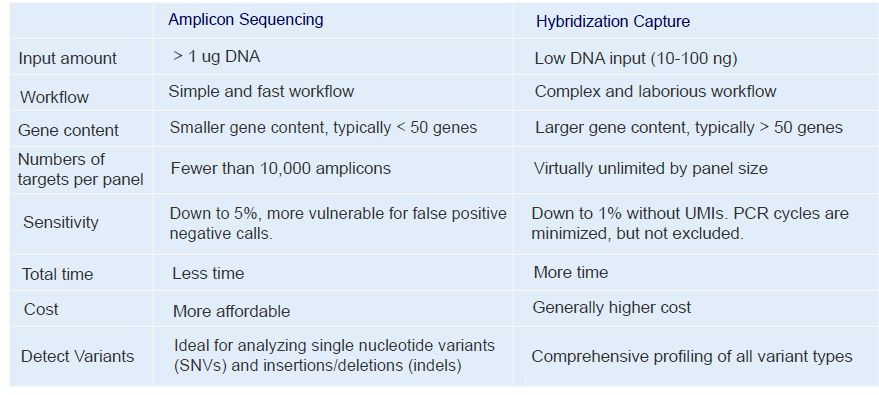 Amplicon Sequencing Hybridization Capture
Input amount > 1 ug DNA Low DNA input (10-100 ng)
Workflow Simple and fast workflow Complex and laborious workflow
Gene content Smaller gene content, typically < 50 genes Larger gene content, typically > 50 genes
Numbers of
targets per panel Fewer than 10,000 amplicons Virtually unlimited by panel size
Sensitivity Down to 5%, more vulnerable for false positive
negative calls. Down to 1% without UMIs. PCR cycles are
minimized, but not excluded.
Total time Less time More time
Cost More affordable Generally higher cost
Detect Variants Ideal for analyzing single nucleotide variants
(SNVs) and insertions/deletions (indels) Comprehensive profiling of all variant types